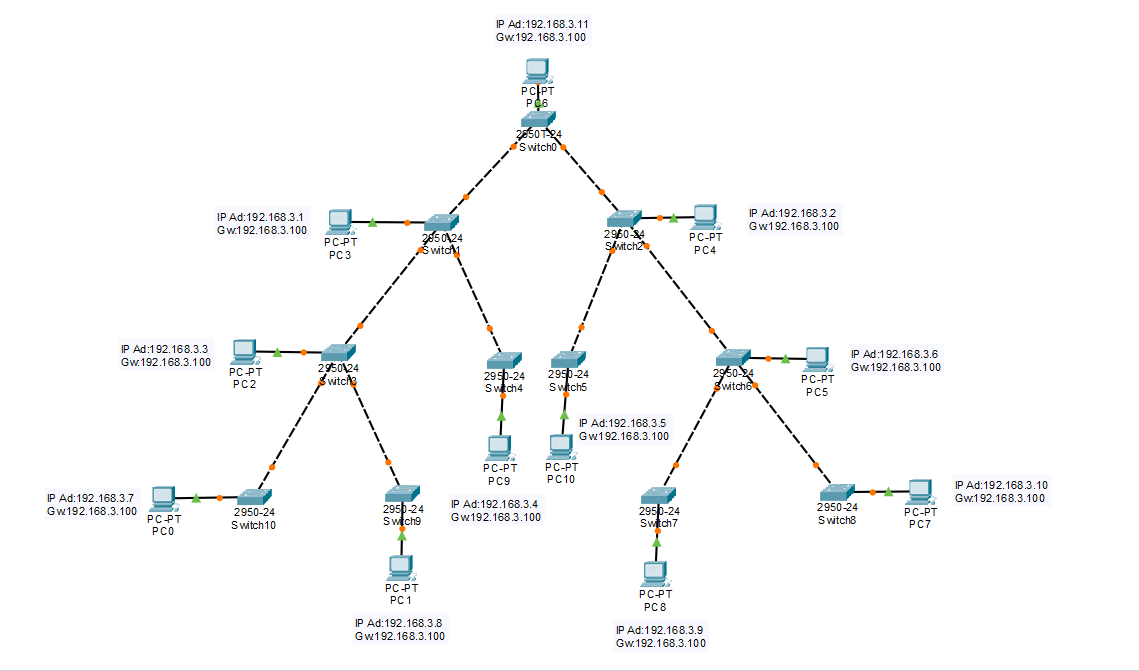 IP Ad:192.168.3.11
Gw:192.168.3.100
PC-PT
PC6
2950T-24
Switch0
IP Ad:192.168.3.1
Gw:192.168.3.100
PC-PT
PC3
2950-24
Switch1
2950-24
Switch2
PC-PT
PC4
IP Ad:192.168.3.2
Gw:192.168.3.100
IP Ad:192.168.3.3
Gw:192.168.3.100
PC-PT
PC2
2950-24
Switch3
2950-24
Switch4
2950-24
Switch5
2950-24
Switch6
PC-PT
PC5
IP Ad:192.168.3.6
Gw:192.168.3.100
IP Ad:192.168.3.5
Gw:192.168.3.100
PC-PT
PC9
PC-PT
PC10
IP Ad:192.168.3.7
Gw:192.168.3.100
PC-PT
PC0
2950-24
Switch10
2950-24
Switch9
IP Ad:192.168.3.4
Gw:192.168.3.100
2950-24
Switch7
2950-24
Switch8
PC-PT
PC7
IP Ad:192.168.3.10
Gw:192.168.3.100
PC-PT
PC1
PC-PT
PC8
IP Ad:192.168.3.8
Gw:192.168.3.100
IP Ad:192.168.3.9
Gw:192.168.3.100